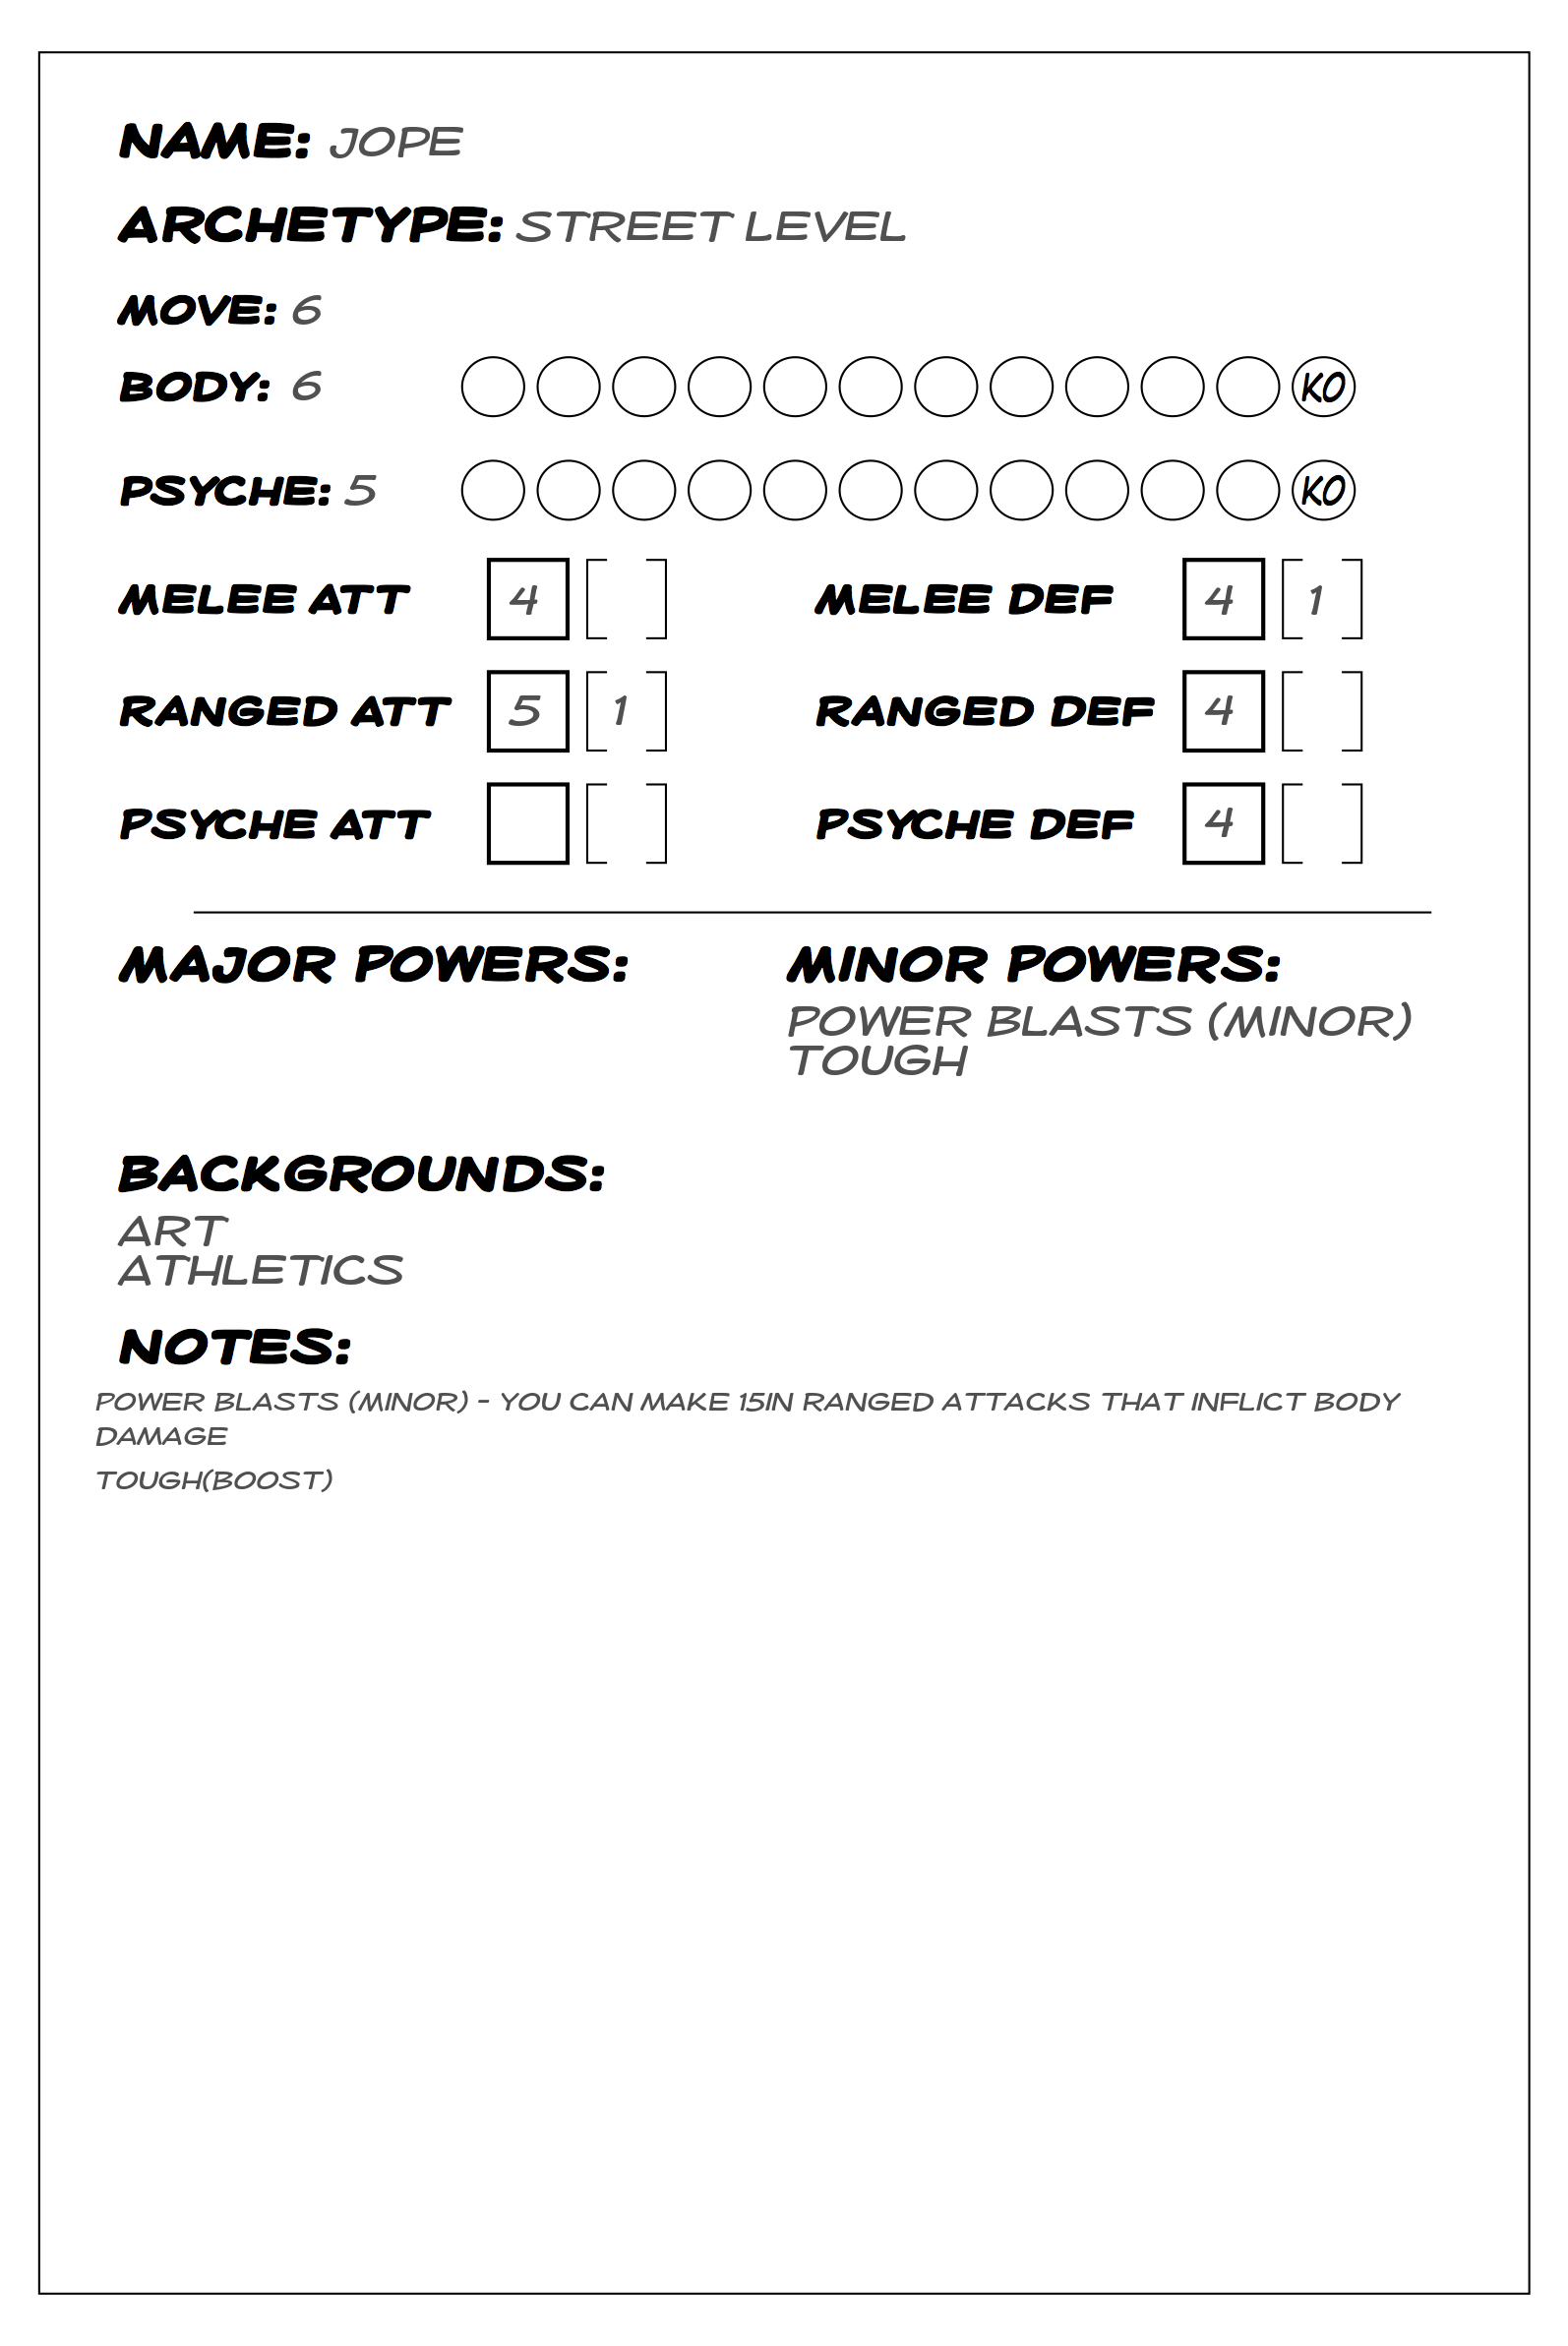 NAME: JOPE
ARCHETYPE: STREET LEVEL
MOVE: 6
BODY: 6 KO
PSYCHE: 5 KO
MELEE ATT 4 [ ] MELEE DEF 4 [ 1 ]
RANGED ATT 5 [ 1 ] RANGED DEF 4 [ ]
PSYCHE ATT [ ] PSYCHE DEF 4 [ ]
MAJOR POWERS: MINOR POWERS:
POWER BLASTS (MINOR)
TOUGH
BACKGROUNDS:
ART
ATHLETICS
NOTES:
POWER BLASTS (MINOR) - YOU CAN MAKE 15IN RANGED ATTACKS THAT INFLICT BODY
DAMAGE
TOUGH(BOOST)